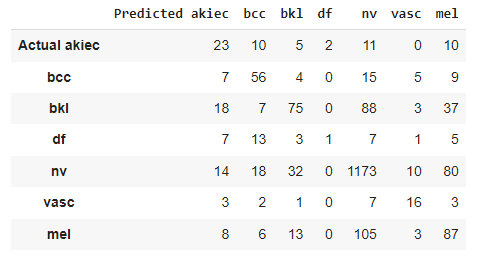 Predicted akiec bcc bkl df nv vasc mel
Actual akiec 23 10 5 2 11 0 10
bcc 7 56 4 0 15 5 9
bkl 18 7 75 0 88 3 37
df 7 13 3 1 7 1 5
nv 14 18 32 0 1173 10 80
vasc 3 2 1 0 7 16 3
mel 8 6 13 0 105 3 87